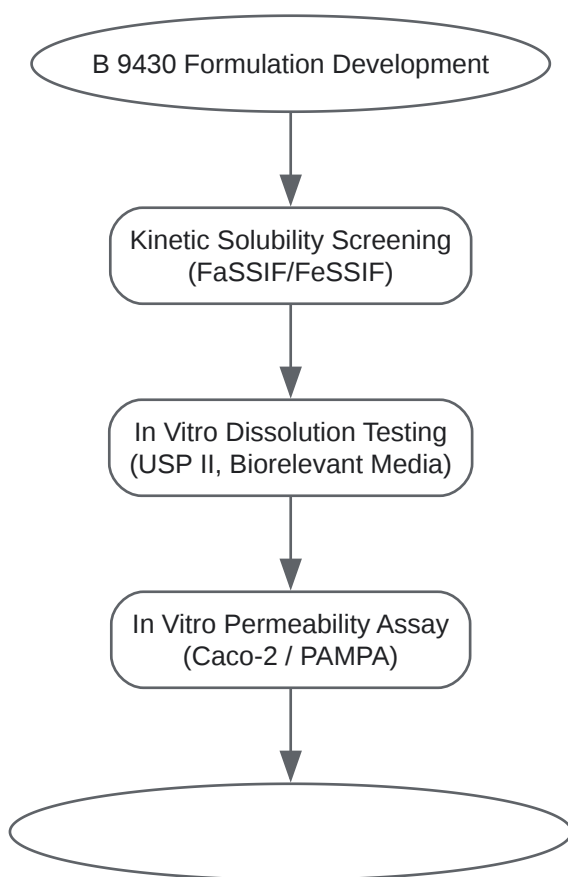 B 9430 Formulation Development
Kinetic Solubility Screening
(FaSSIF/FeSSIF)
In Vitro Dissolution Testing
(USP II, Biorelevant Media)
In Vitro Permeability Assay
(Caco-2 / PAMPA)